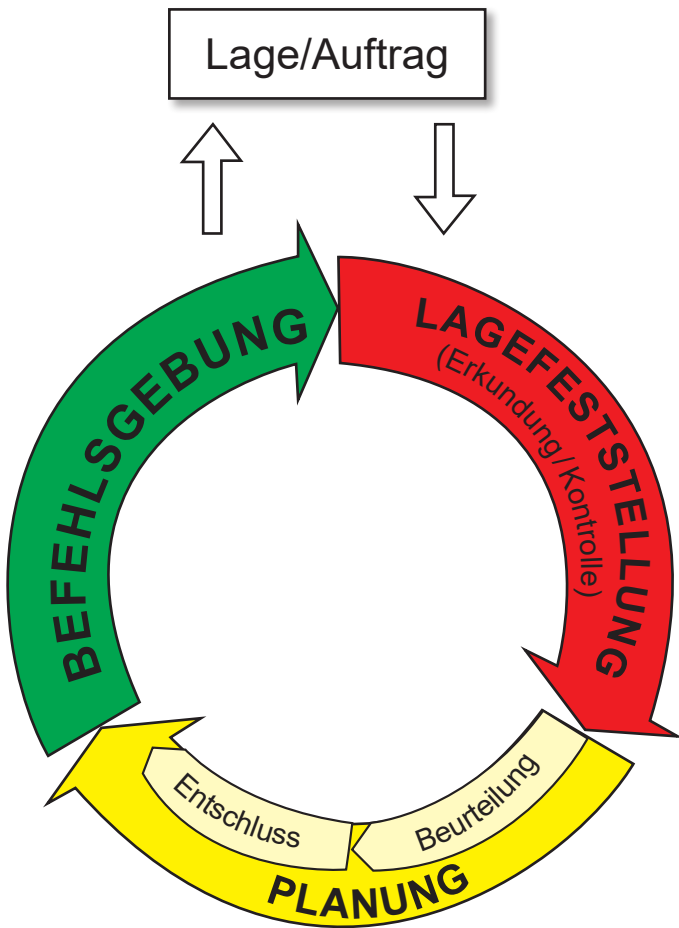 Lage/Auftrag
LAGEFESTSTELLUNG
(Erkundung/Kontrolle)
Beurteilung
Entschluss
PLANUNG
BEFEHLSGEBUNG